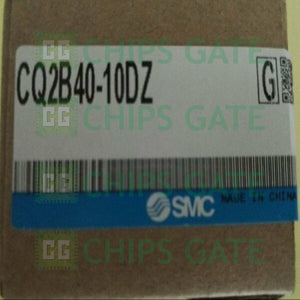 CHIPS GATE
CQ2B40-10DZ
G
CHIPS GATE
CHIPS GATE
SMC
MADE IN CHINA
CHIPS GATE